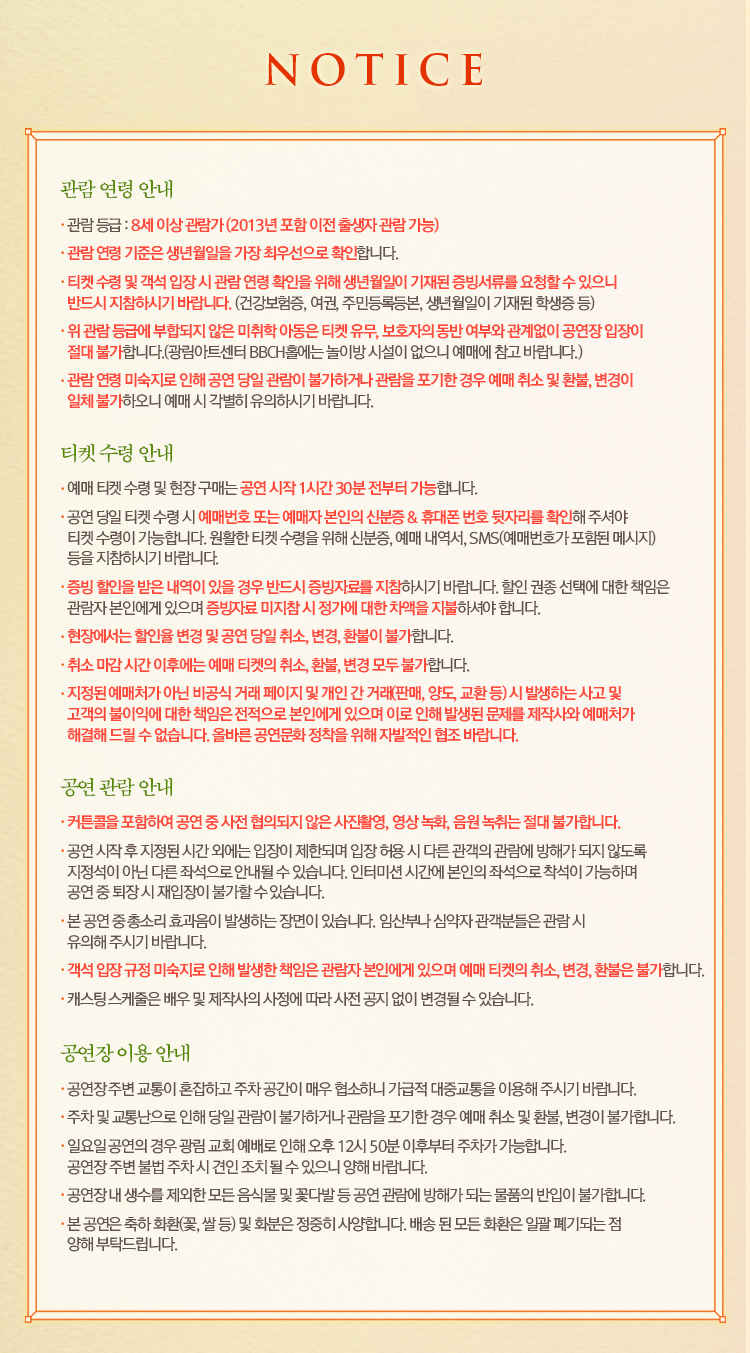 NOTICE
관람 연령 안내
· 관람 등급 : 8세 이상 관람가 (2013년 포함 이전 출생자 관람 가능)
· 관람 연령 기준은 생년월일을 가장 최우선으로 확인합니다.
· 티켓 수령 및 객석 입장 시 관람 연령 확인을 위해 생년월일이 기재된 증빙서류를 요청할 수 있으니
반드시 지참하시기 바랍니다. (건강보험증, 여권, 주민등록등본, 생년월일이 기재된 학생증 등)
· 위 관람 등급에 부합되지 않은 미취학 아동은 티켓 유무, 보호자의 동반 여부와 관계없이 공연장 입장이
절대 불가합니다.(광림아트센터 BBCH홀에는 놀이방 시설이 없으니 예매에 참고 바랍니다.)
· 관람 연령 미숙지로 인해 공연 당일 관람이 불가하거나 관람을 포기한 경우 예매 취소 및 환불, 변경이
일체 불가하오니 예매 시 각별히 유의하시기 바랍니다.
티켓 수령 안내
· 예매 티켓 수령 및 현장 구매는 공연 시작 1시간 30분 전부터 가능합니다.
· 공연 당일 티켓 수령 시 예매번호 또는 예매자 본인의 신분증 & 휴대폰 번호 뒷자리를 확인해 주셔야
티켓 수령이 가능합니다. 원활한 티켓 수령을 위해 신분증, 예매 내역서, SMS(예매번호가 포함된 메시지)
등을 지참하시기 바랍니다.
· 증빙 할인을 받은 내역이 있을 경우 반드시 증빙자료를 지참하시기 바랍니다. 할인 권종 선택에 대한 책임은
관람자 본인에게 있으며 증빙자료 미지참 시 정가에 대한 차액을 지불하셔야 합니다.
· 현장에서는 할인율 변경 및 공연 당일 취소, 변경, 환불이 불가합니다.
· 취소 마감 시간 이후에는 예매 티켓의 취소, 환불, 변경 모두 불가합니다.
· 지정된 예매처가 아닌 비공식 거래 페이지 및 개인 간 거래(판매, 양도, 교환 등) 시 발생하는 사고 및
고객의 불이익에 대한 책임은 전적으로 본인에게 있으며 이로 인해 발생된 문제를 제작사와 예매처가
해결해 드릴 수 없습니다. 올바른 공연문화 정착을 위해 자발적인 협조 바랍니다.
공연 관람 안내
· 커튼콜을 포함하여 공연 중 사전 협의되지 않은 사진촬영, 영상 녹화, 음원 녹취는 절대 불가합니다.
· 공연 시작 후 지정된 시간 외에는 입장이 제한되며 입장 허용 시 다른 관객의 관람에 방해가 되지 않도록
지정석이 아닌 다른 좌석으로 안내될 수 있습니다. 인터미션 시간에 본인의 좌석으로 착석이 가능하며
공연 중 퇴장 시 재입장이 불가할 수 있습니다.
· 본 공연 중 총소리 효과음이 발생하는 장면이 있습니다. 임산부나 심약자 관객분들은 관람 시
유의해 주시기 바랍니다.
· 객석 입장 규정 미숙지로 인해 발생한 책임은 관람자 본인에게 있으며 예매 티켓의 취소, 변경, 환불은 불가합니다.
· 캐스팅 스케줄은 배우 및 제작사의 사정에 따라 사전 공지 없이 변경될 수 있습니다.
공연장 이용 안내
· 공연장 주변 교통이 혼잡하고 주차 공간이 매우 협소하니 가급적 대중교통을 이용해 주시기 바랍니다.
· 주차 및 교통난으로 인해 당일 관람이 불가하거나 관람을 포기한 경우 예매 취소 및 환불, 변경이 불가합니다.
· 일요일 공연의 경우 광림 교회 예배로 인해 오후 12시 50분 이후부터 주차가 가능합니다.
공연장 주변 불법 주차 시 견인 조치 될 수 있으니 양해 바랍니다.
· 공연장 내 생수를 제외한 모든 음식물 및 꽃다발 등 공연 관람에 방해가 되는 물품의 반입이 불가합니다.
· 본 공연은 축하 화환(꽃, 쌀 등) 및 화분은 정중히 사양합니다. 배송 된 모든 화환은 일괄 폐기되는 점
양해 부탁드립니다.